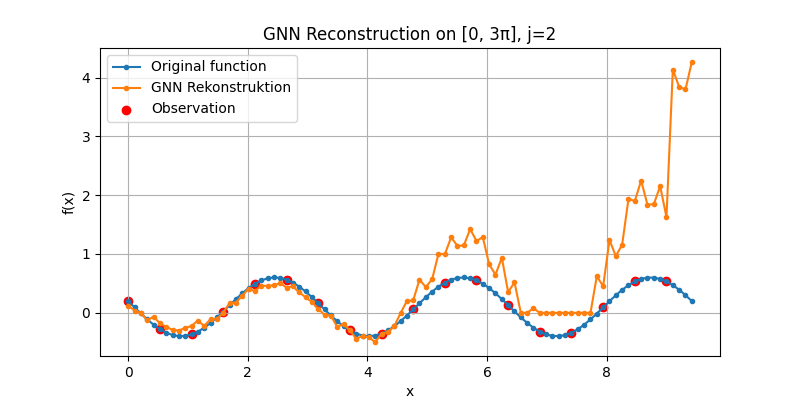 GNN Reconstruction on [0, 3π], j=2
Original function
GNN Rekonstruktion
Observation
f(x)
4
3
2
1
0
0 2 4 6 8
x